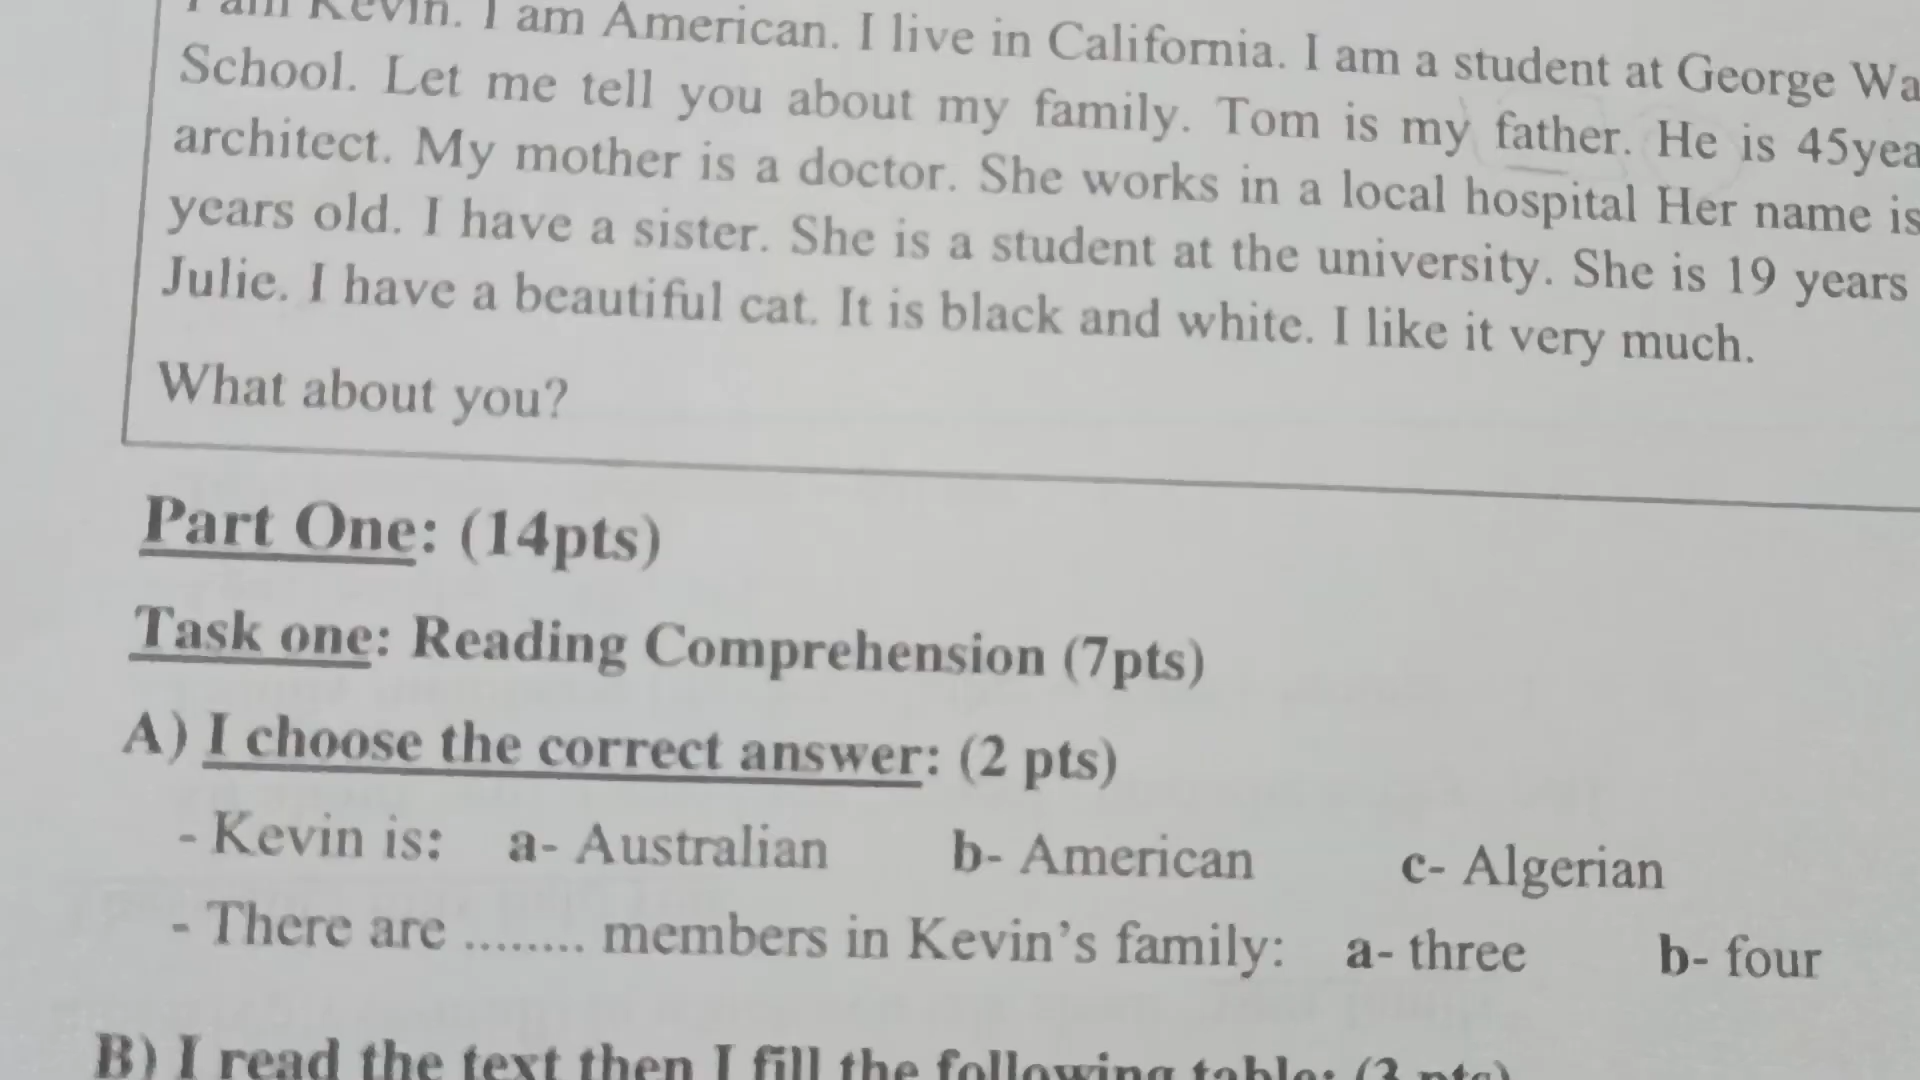 I am Kevin. I am American. I live in California. I am a student at George
School. Let me tell you about my family. Tom is my father. He is 45yea
architect. My mother is a doctor. She works in a local hospital Her name is
years old. I have a sister. She is a student at the university. She is 19 years
Julie. I have a beautiful cat. It is black and white. I like it very much.
What about you?
Part One: (14pts)
Task one: Reading Comprehension (7pts)
A) I choose the correct answer: (2 pts)
- Kevin is: a- Australian b- American c- Algerian
- There are ........ members in Kevin's family: a- three b- four
B) I read the text then I fill the following table: (3 pts)